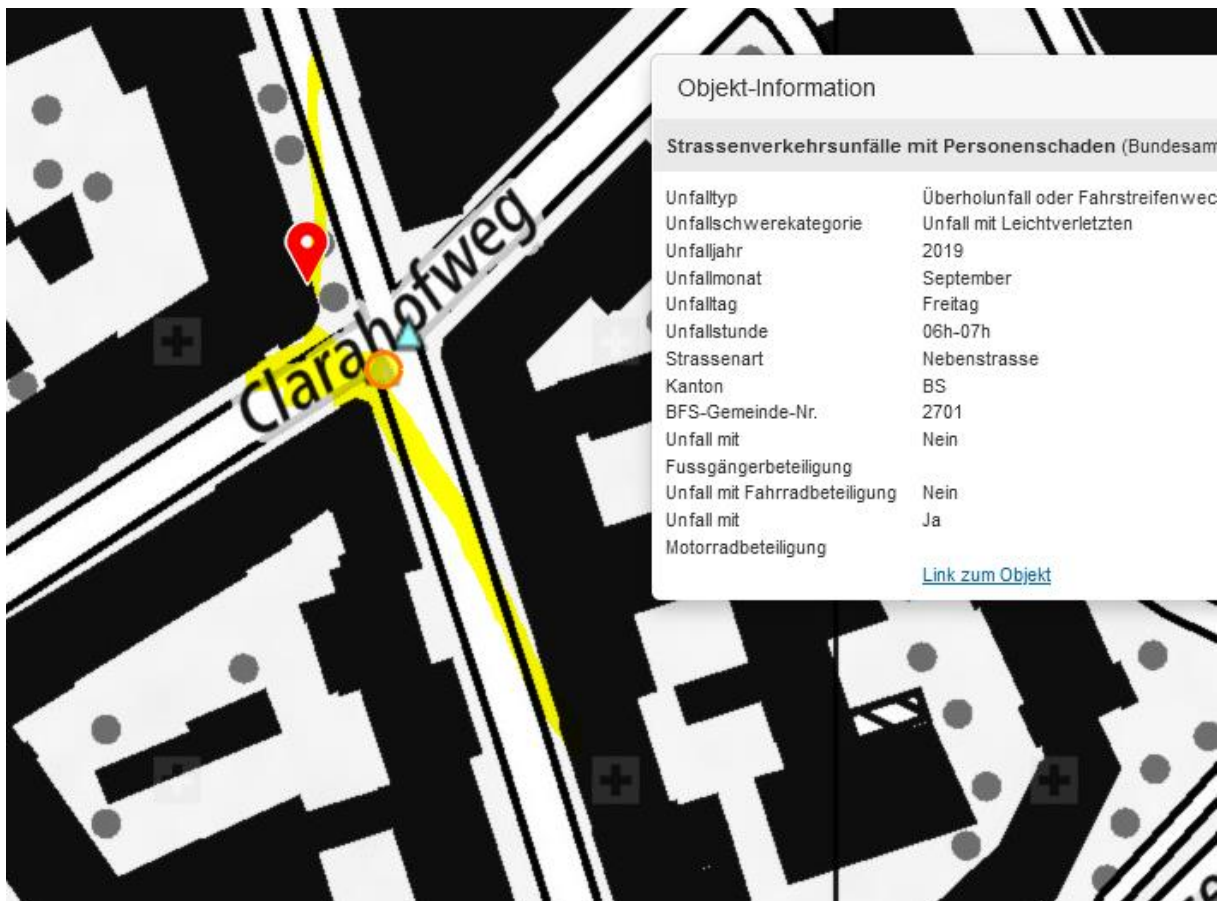 Clarahofweg
Objekt-Information
Strassenverkehrsunfälle mit Personenschaden (Bundesam
Unfalltyp Überholunfall oder Fahrstreifenwec
Unfallschwerekategorie Unfall mit Leichtverletzten
Unfalljahr 2019
Unfallmonat September
Unfalltag Freitag
Unfallstunde 06h-07h
Strassenart Nebenstrasse
Kanton BS
BFS-Gemeinde-Nr. 2701
Unfall mit Nein
Fussgängerbeteiligung
Unfall mit Fahrradbeteiligung Nein
Unfall mit Ja
Motorradbeteiligung
Link zum Objekt